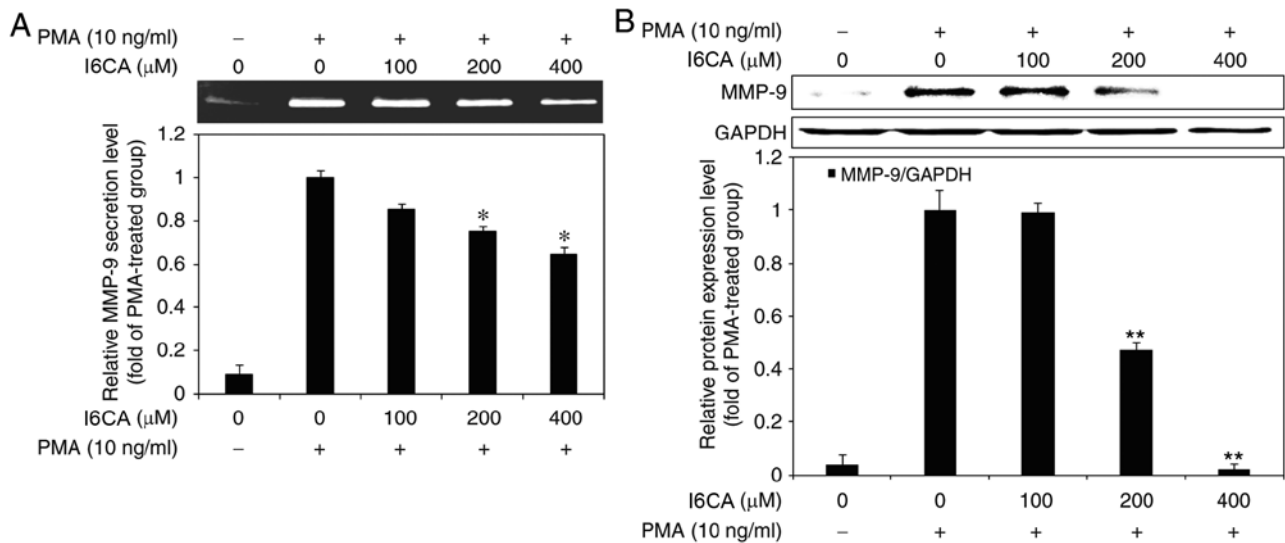 A
PMA (10 ng/ml) – + + + +
I6CA (μM) 0 0 100 200 400
Relative MMP-9 secretion level
(fold of PMA-treated group)
1.2
1
0.8
0.6
0.4
0.2
0
* *
I6CA (μM) 0 0 100 200 400
PMA (10 ng/ml) – + + + +
B
PMA (10 ng/ml) – + + + +
I6CA (μM) 0 0 100 200 400
MMP-9
GAPDH
Relative protein expression level
(fold of PMA-treated group)
1.2
1
0.8
0.6
0.4
0.2
0
■ MMP-9/GAPDH
** **
I6CA (μM) 0 0 100 200 400
PMA (10 ng/ml) – + + + +